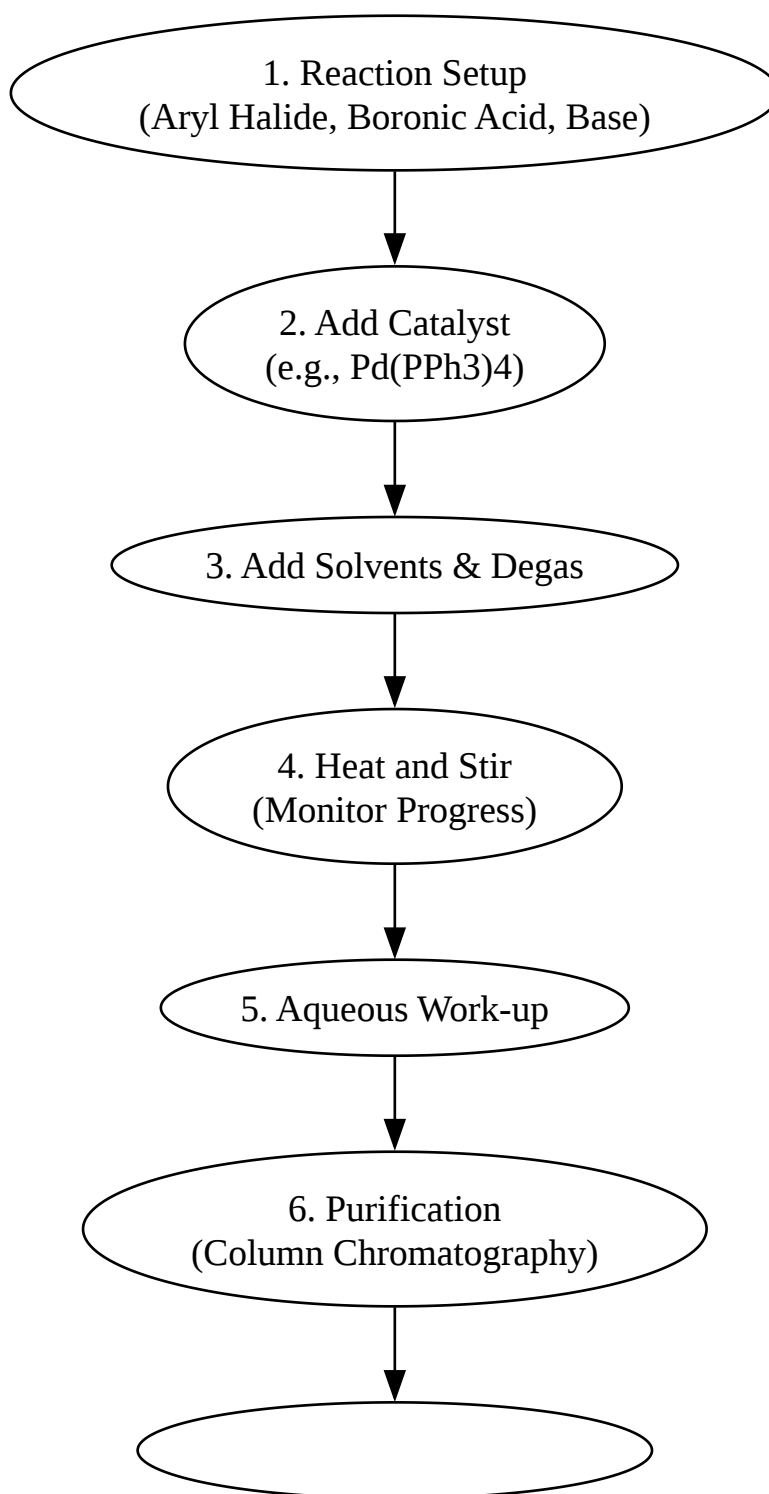 1. Reaction Setup
(Aryl Halide, Boronic Acid, Base)
2. Add Catalyst
(e.g., Pd(PPh3)4)
3. Add Solvents & Degas
4. Heat and Stir
(Monitor Progress)
5. Aqueous Work-up
6. Purification
(Column Chromatography)